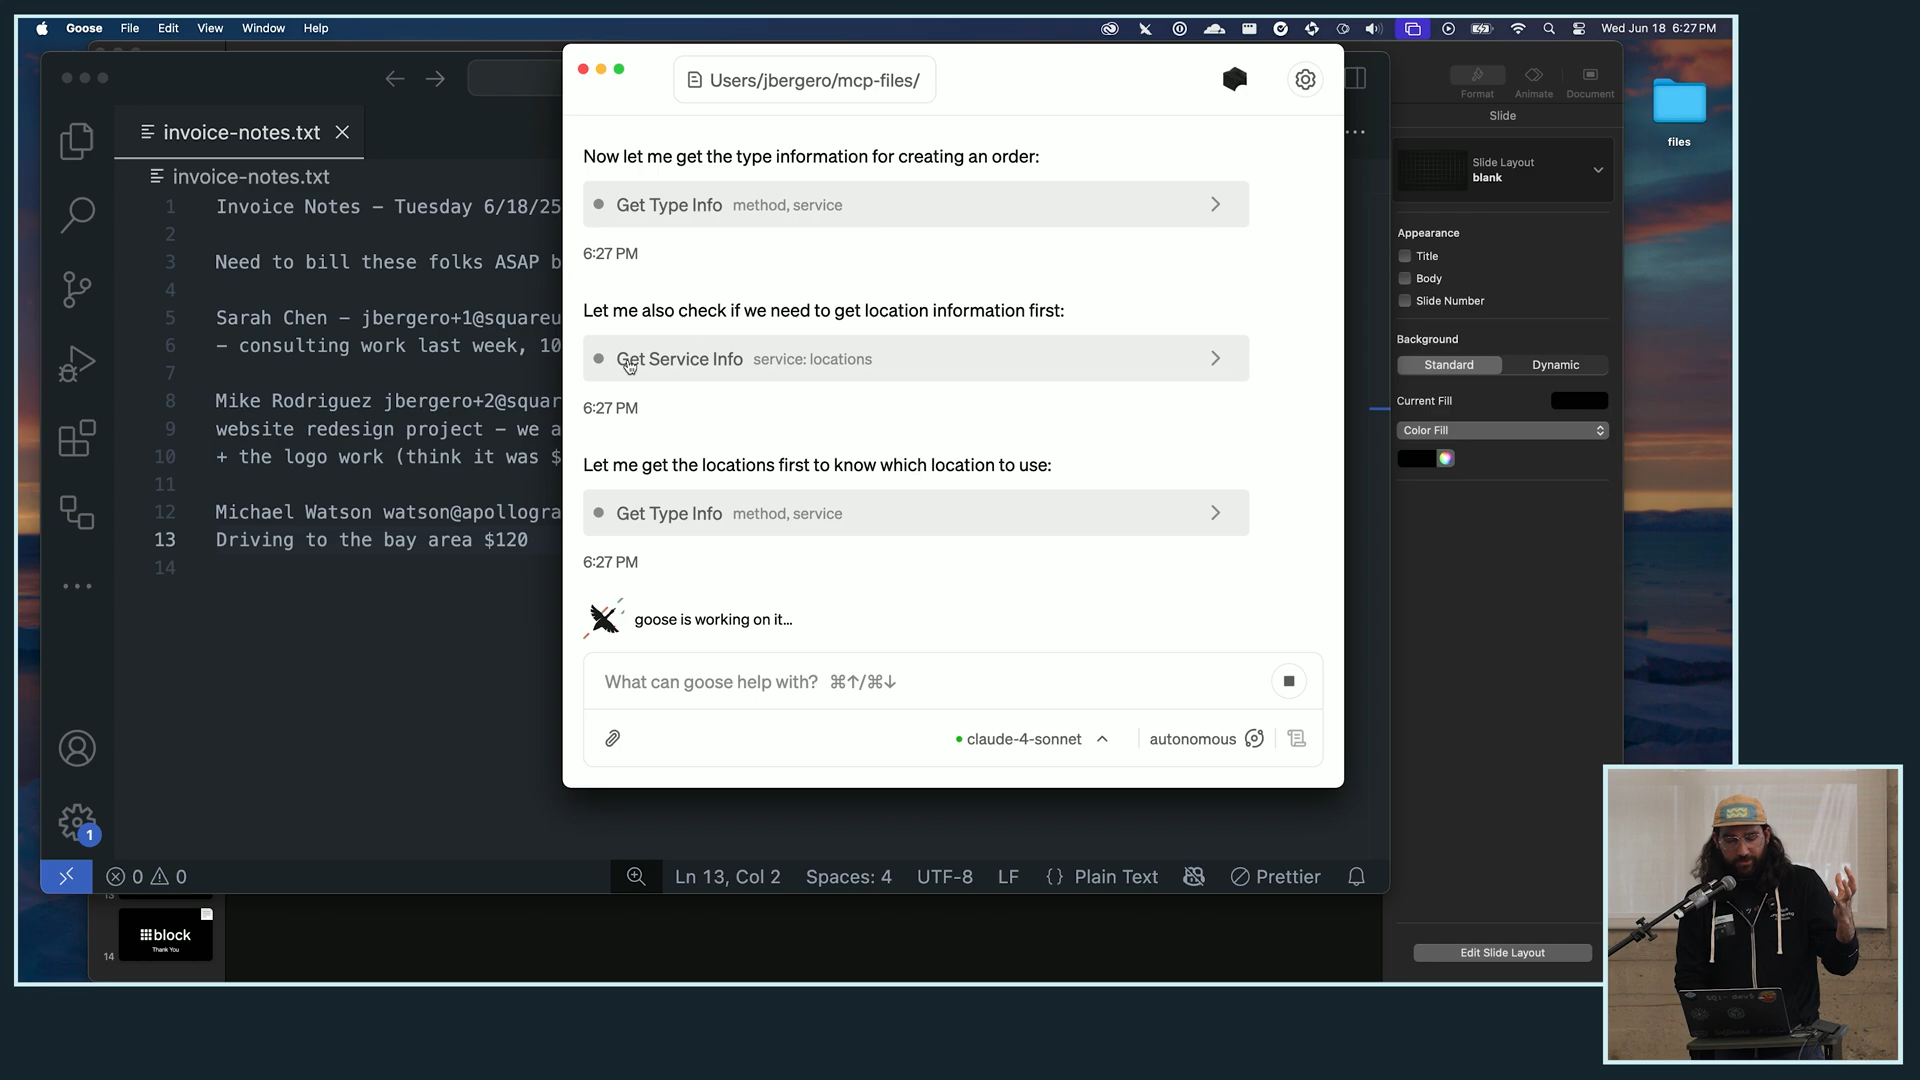 Goose File Edit View Window Help
Wed Jun 18 6:27 PM
invoice-notes.txt
invoice-notes.txt
1 Invoice Notes – Tuesday 6/18/25
2
3 Need to bill these folks ASAP b
4
5 Sarah Chen – jbergero+1@squareu
6 – consulting work last week, 10
7
8 Mike Rodriguez jbergero+2@squar
9 website redesign project – we a
10 + the logo work (think it was $
11
12 Michael Watson watson@apollogra
13 Driving to the bay area $120
14
1
0 0
Ln 13, Col 2 Spaces: 4 UTF-8 LF {} Plain Text Prettier
Users/jbergero/mcp-files/
Now let me get the type information for creating an order:
Get Type Info method, service
6:27 PM
Let me also check if we need to get location information first:
Get Service Info service: locations
6:27 PM
Let me get the locations first to know which location to use:
Get Type Info method, service
6:27 PM
goose is working on it...
What can goose help with? ⌘↑/⌘↓
claude-4-sonnet
autonomous
Format Animate Document
Slide
Slide Layout
blank
Appearance
Title
Body
Slide Number
Background
Standard Dynamic
Current Fill
Color Fill
Edit Slide Layout
files
13
14
block
Thank You